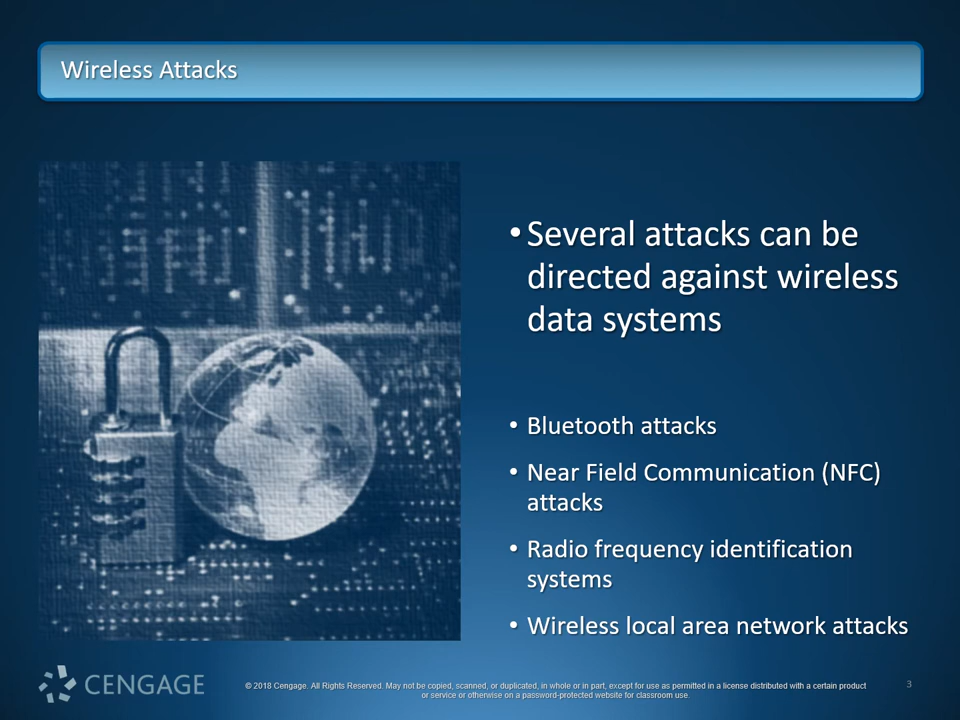 Wireless Attacks
• Several attacks can be
directed against wireless
data systems
• Bluetooth attacks
• Near Field Communication (NFC)
attacks
• Radio frequency identification
systems
• Wireless local area network attacks
CENGAGE
© 2018 Cengage. All Rights Reserved. May not be copied, scanned, or duplicated, in whole or in part, except for use as permitted in a license distributed with a certain product
or service or otherwise on a password-protected website for classroom use.
3